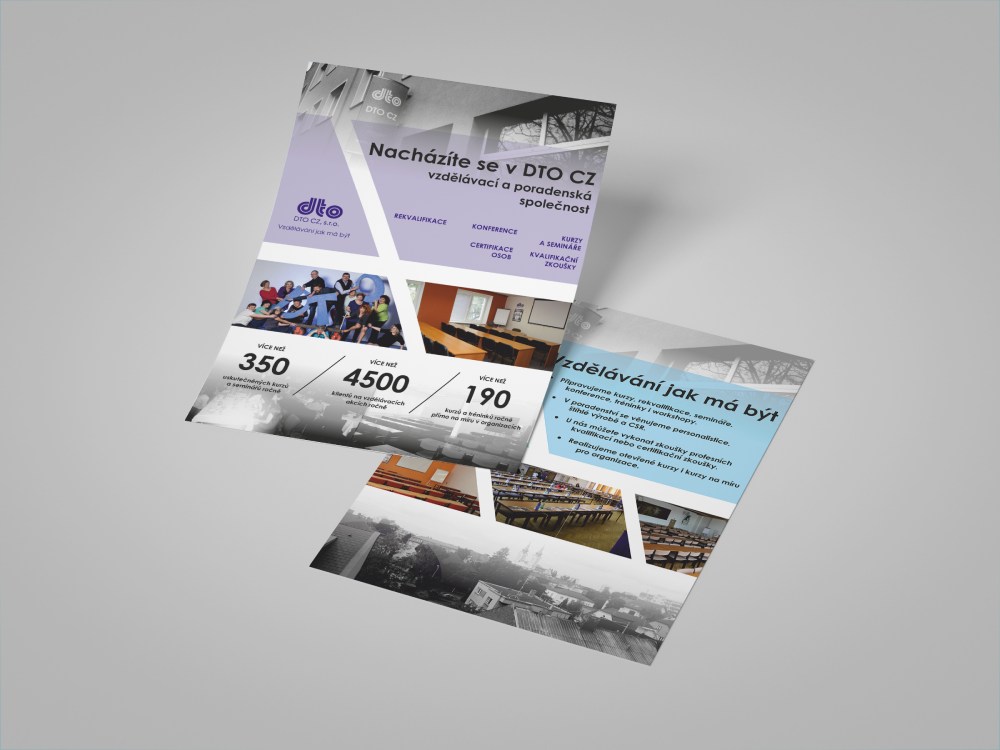 dto
DTO CZ
Nacházíte se v DTO CZ
vzdělávací a poradenská
společnost
dto
DTO CZ, s.r.o.
Vzdělávaní jak má být
REKVALIFIKACE
KONFERENCE
KURZY
A SEMINÁŘE
CERTIFIKACE
OSOB
KVALIFIKAČNÍ
ZKOUŠKY
VÍCE NEŽ
350
uskutečněných kurzů
a seminářů ročně
VÍCE NEŽ
4500
klientů na vzdělávacích
akcích ročně
VÍCE NEŽ
190
kurzů a tréninků ročně
přímo na míru v organizacích
Vzdělávání jak má být
Připravujeme kurzy, rekvalifikace, semináře,
konference, tréninky i workshopy.
• V poradenství se věnujeme personalistice,
štíhlé výrobě a CSR.
• U nás můžete vykonat zkoušky profesních
kvalifikací nebo certifikační zkoušky.
• Realizujeme otevřené kurzy i kurzy na míru
pro organizace.